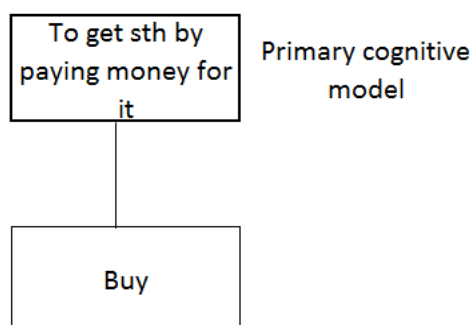 To get sth by
paying money for
it
Primary cognitive
model
Buy